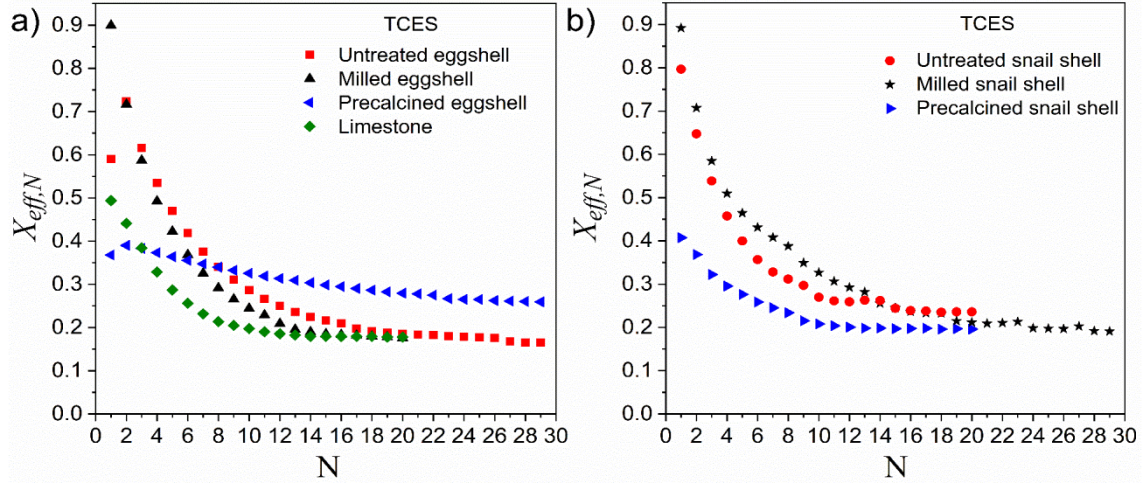 a)
TCES
Untreated eggshell
Milled eggshell
Precalcined eggshell
Limestone
X_eff,N
0.9
0.8
0.7
0.6
0.5
0.4
0.3
0.2
0.1
0.0
0 2 4 6 8 10 12 14 16 18 20 22 24 26 28 30
N
b)
TCES
Untreated snail shell
Milled snail shell
Precalcined snail shell
X_eff,N
0.9
0.8
0.7
0.6
0.5
0.4
0.3
0.2
0.1
0.0
0 2 4 6 8 10 12 14 16 18 20 22 24 26 28 30
N